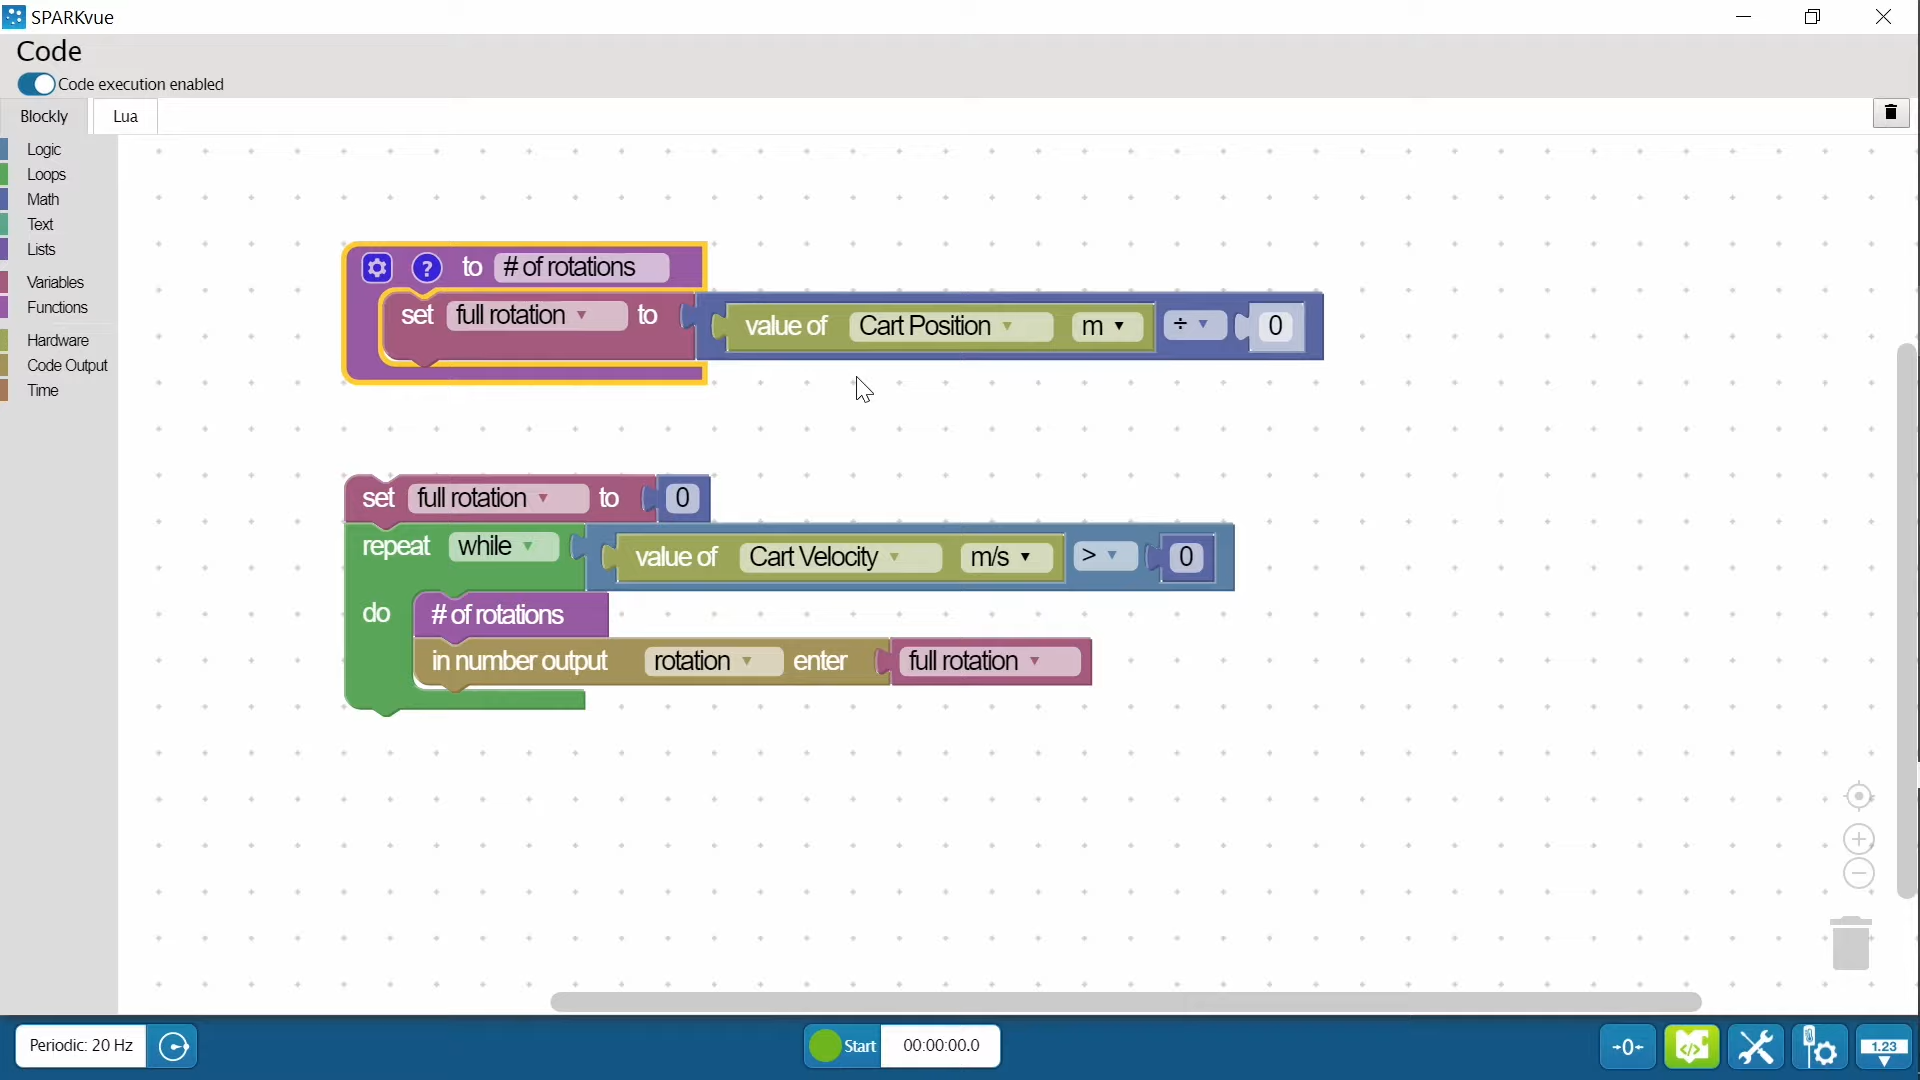 SPARKvue
Code
Code execution enabled
Blockly Lua
Logic
Loops
Math
Text
Lists
Variables
Functions
Hardware
Code Output
Time
? to # of rotations
set full rotation to value of Cart Position m ÷ 0
set full rotation to 0
repeat while value of Cart Velocity m/s > 0
do # of rotations
in number output rotation enter full rotation
Periodic: 20 Hz Start 00:00:00.0 →0← </> 1.23